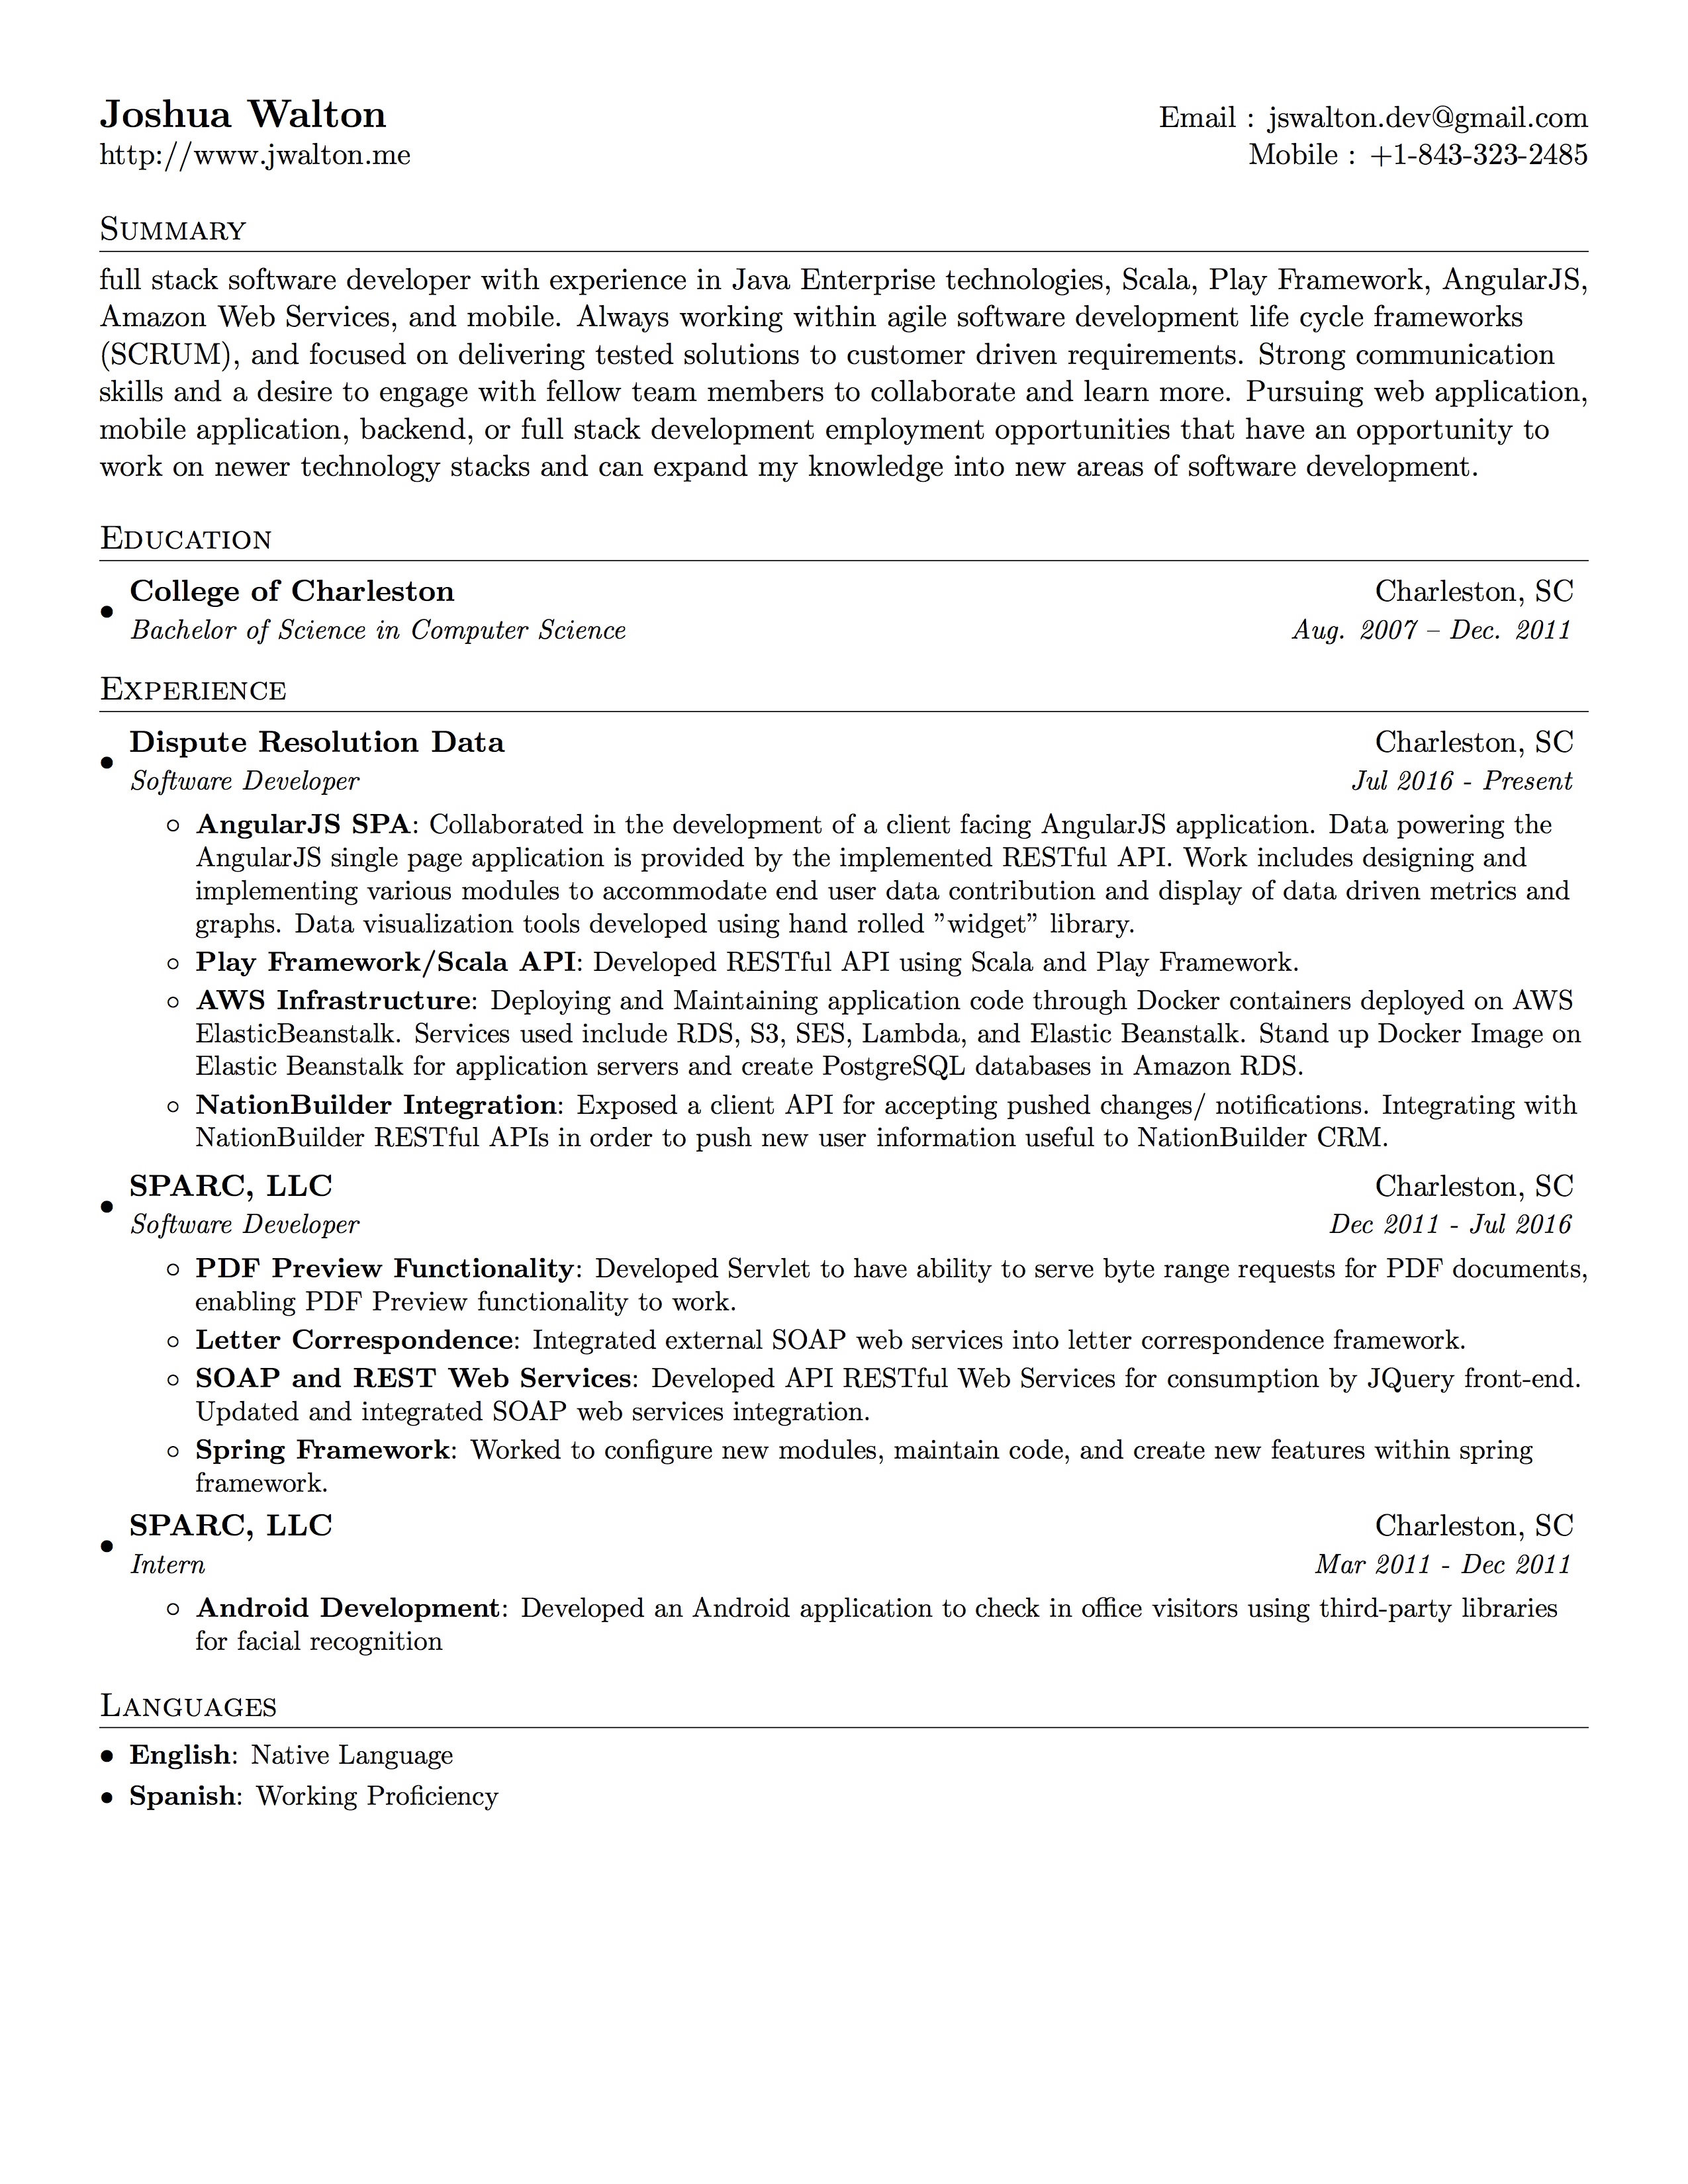 Joshua Walton
Email : jswalton.dev@gmail.com
http://www.jwalton.me
Mobile : +1-843-323-2485
Summary
full stack software developer with experience in Java Enterprise technologies, Scala, Play Framework, AngularJS,
Amazon Web Services, and mobile. Always working within agile software development life cycle frameworks
(SCRUM), and focused on delivering tested solutions to customer driven requirements. Strong communication
skills and a desire to engage with fellow team members to collaborate and learn more. Pursuing web application,
mobile application, backend, or full stack development employment opportunities that have an opportunity to
work on newer technology stacks and can expand my knowledge into new areas of software development.
Education
• College of Charleston
Charleston, SC
Bachelor of Science in Computer Science
Aug. 2007 – Dec. 2011
Experience
• Dispute Resolution Data
Charleston, SC
Software Developer
Jul 2016 - Present
◦ AngularJS SPA: Collaborated in the development of a client facing AngularJS application. Data powering the
AngularJS single page application is provided by the implemented RESTful API. Work includes designing and
implementing various modules to accommodate end user data contribution and display of data driven metrics and
graphs. Data visualization tools developed using hand rolled ”widget” library.
◦ Play Framework/Scala API: Developed RESTful API using Scala and Play Framework.
◦ AWS Infrastructure: Deploying and Maintaining application code through Docker containers deployed on AWS
ElasticBeanstalk. Services used include RDS, S3, SES, Lambda, and Elastic Beanstalk. Stand up Docker Image on
Elastic Beanstalk for application servers and create PostgreSQL databases in Amazon RDS.
◦ NationBuilder Integration: Exposed a client API for accepting pushed changes/ notifications. Integrating with
NationBuilder RESTful APIs in order to push new user information useful to NationBuilder CRM.
• SPARC, LLC
Charleston, SC
Software Developer
Dec 2011 - Jul 2016
◦ PDF Preview Functionality: Developed Servlet to have ability to serve byte range requests for PDF documents,
enabling PDF Preview functionality to work.
◦ Letter Correspondence: Integrated external SOAP web services into letter correspondence framework.
◦ SOAP and REST Web Services: Developed API RESTful Web Services for consumption by JQuery front-end.
Updated and integrated SOAP web services integration.
◦ Spring Framework: Worked to configure new modules, maintain code, and create new features within spring
framework.
• SPARC, LLC
Charleston, SC
Intern
Mar 2011 - Dec 2011
◦ Android Development: Developed an Android application to check in office visitors using third-party libraries
for facial recognition
Languages
• English: Native Language
• Spanish: Working Proficiency